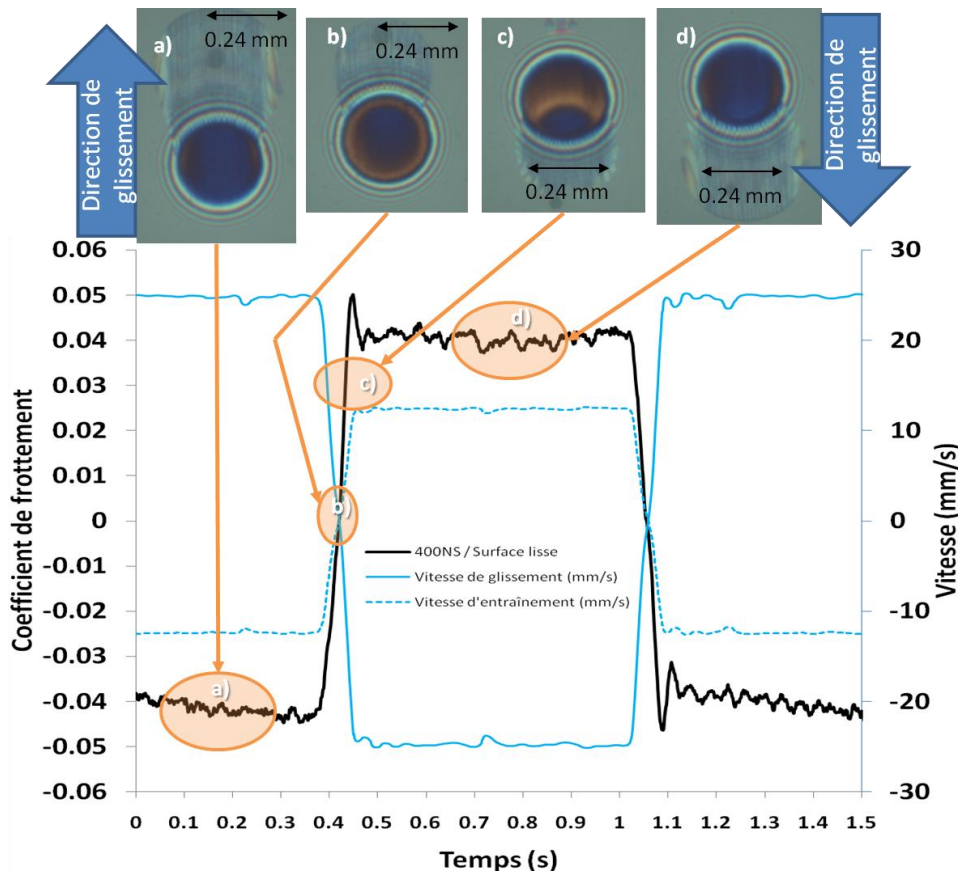 Direction de
glissement
a)
0.24 mm
b)
0.24 mm
c)
0.24 mm
d)
0.24 mm
Direction de
glissement
0.06
0.05
0.04
0.03
0.02
0.01
0
-0.01
-0.02
-0.03
-0.04
-0.05
-0.06
Coefficient de frottement
30
20
10
0
-10
-20
-30
Vitesse (mm/s)
d)
c)
b)
a)
400NS / Surface lisse
Vitesse de glissement (mm/s)
Vitesse d'entraînement (mm/s)
0 0.1 0.2 0.3 0.4 0.5 0.6 0.7 0.8 0.9 1 1.1 1.2 1.3 1.4 1.5
Temps (s)